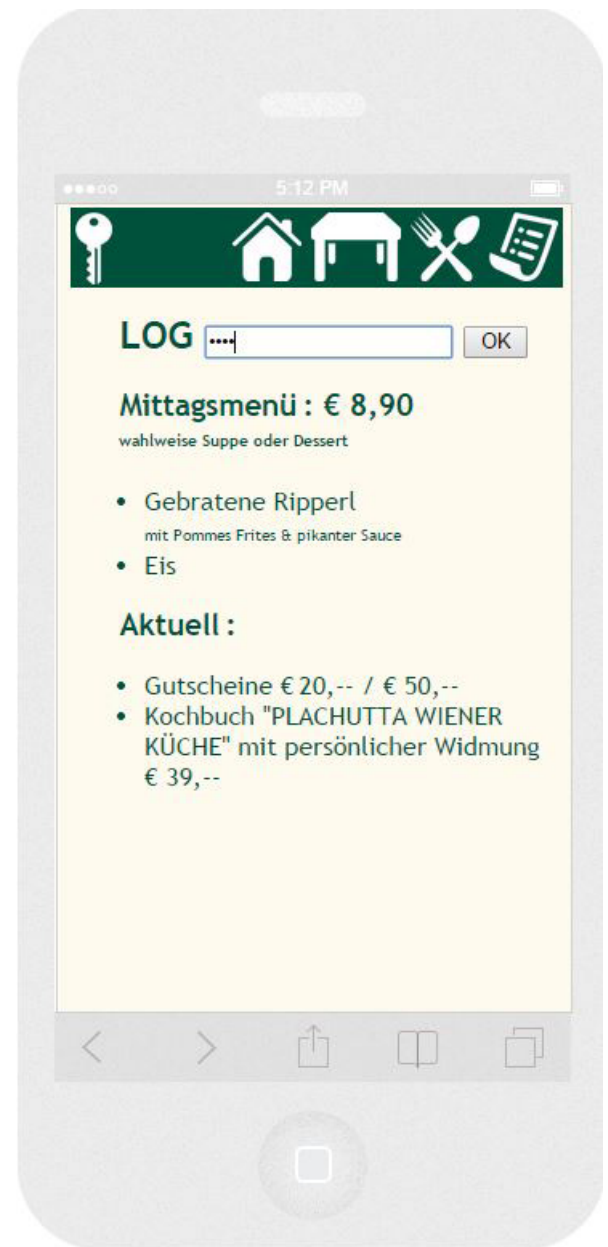 5:12 PM
LOG •••• OK
Mittagsmenü : € 8,90
wahlweise Suppe oder Dessert
• Gebratene Ripperl
mit Pommes Frites & pikanter Sauce
• Eis
Aktuell :
• Gutscheine € 20,-- / € 50,--
• Kochbuch "PLACHUTTA WIENER
KÜCHE" mit persönlicher Widmung
€ 39,--